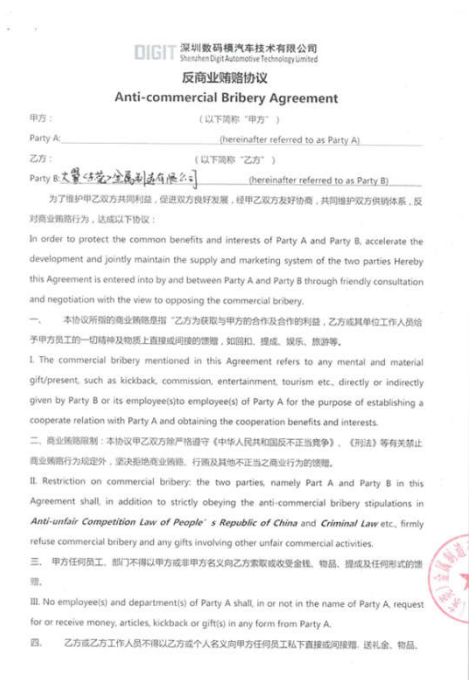 DIGIT 深圳数码模汽车技术有限公司
Shenzhen Digit Automotive Technology Limited
反商业贿赂协议
Anti-commercial Bribery Agreement
甲方： （以下简称“甲方”）
Party A: (hereinafter referred to as Party A)
乙方： （以下简称“乙方”）
Party B: 金属制造有限公司 (hereinafter referred to as Party B)
为了维护甲乙双方共同利益，促进双方良好发展，经甲乙双方友好协商，共同维护双方供销体系，反
对商业贿赂行为，达成以下协议：
In order to protect the common benefits and interests of Party A and Party B, accelerate the
development and jointly maintain the supply and marketing system of the two parties Hereby
this Agreement is entered into by and between Party A and Party B through friendly consultation
and negotiation with the view to opposing the commercial bribery.
一、 本协议所指的商业贿赂是指“乙方为获取与甲方的合作及合作的利益，乙方或其单位工作人员给
予甲方员工的一切精神及物质上直接或间接的馈赠，如回扣、提成、娱乐、旅游等。
I. The commercial bribery mentioned in this Agreement refers to any mental and material
gift/present, such as kickback, commission, entertainment, tourism etc., directly or indirectly
given by Party B or its employee(s)to employee(s) of Party A for the purpose of establishing a
cooperate relation with Party A and obtaining the cooperation benefits and interests.
二、商业贿赂限制：本协议甲乙双方除严格遵守《中华人民共和国反不正当竞争》、《刑法》等有关禁止
商业贿赂行为规定外，坚决拒绝商业贿赂、行贿及其他不正当之商业行为的馈赠。
II. Restriction on commercial bribery: the two parties, namely Part A and Party B in this
Agreement shall, in addition to strictly obeying the anti-commercial bribery stipulations in
Anti-unfair Competition Law of People's Republic of China and Criminal Law etc., firmly
refuse commercial bribery and any gifts involving other unfair commercial activities.
三、 甲方任何员工、部门不得以甲方或非甲方名义向乙方索取或收受金钱、物品、提成及任何形式的馈
赠。
III. No employee(s) and department(s) of Party A shall, in or not in the name of Party A, request
for or receive money, articles, kickback or gift(s) in any form from Party A.
四、 乙方或乙方工作人员不得以乙方或个人名义向甲方任何员工私下直接或间接赠.送礼金、物品、